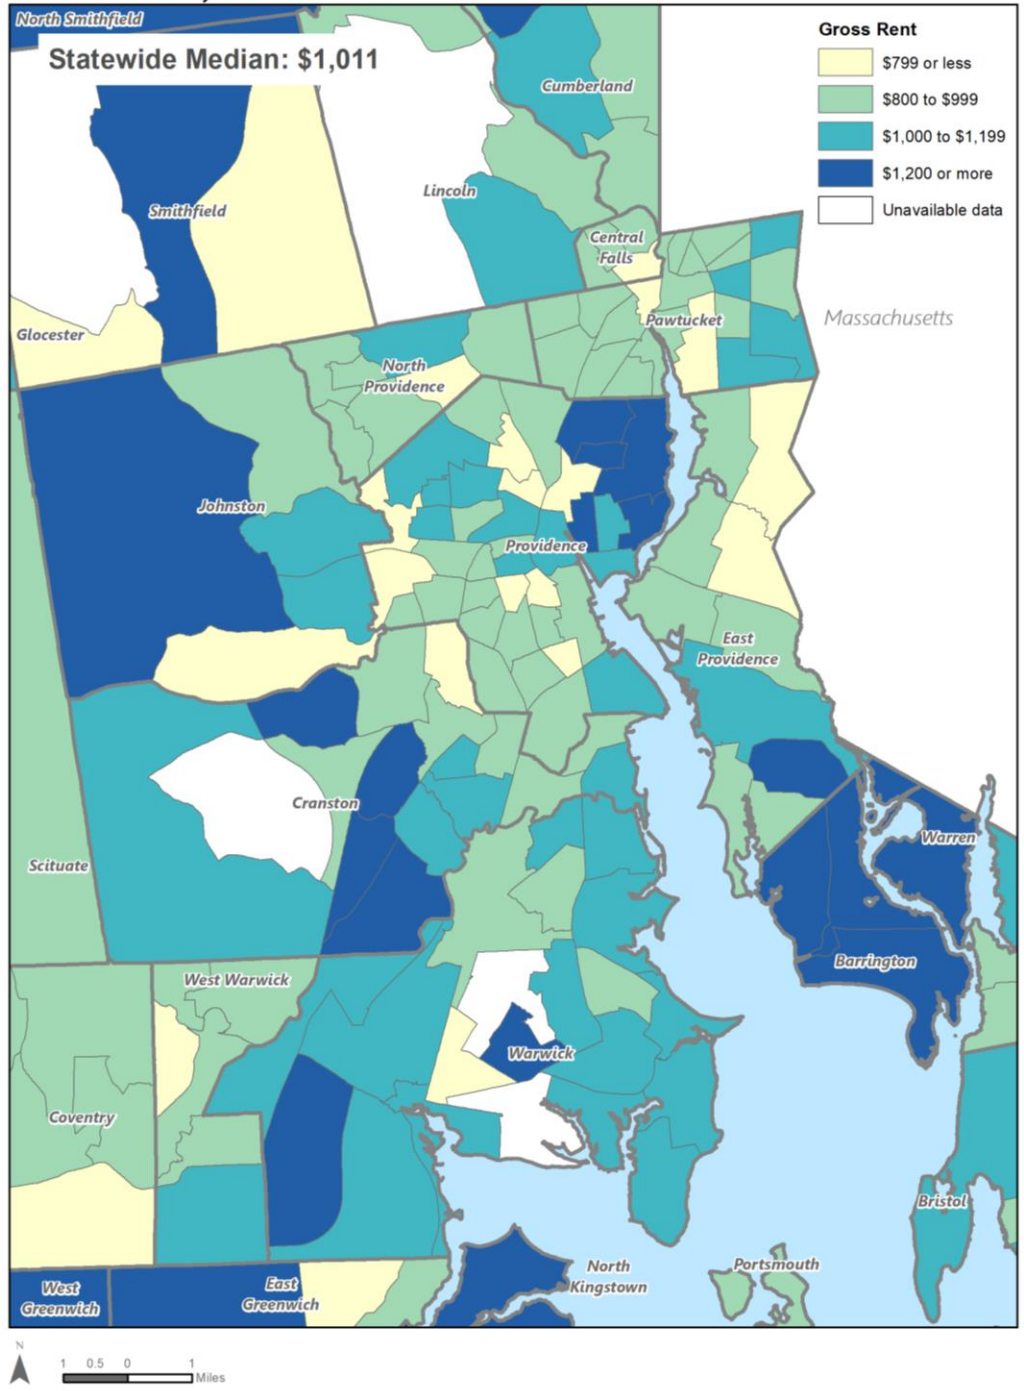 North Smithfield
Statewide Median: $1,011
Gross Rent
$799 or less
$800 to $999
$1,000 to $1,199
$1,200 or more
Unavailable data
Cumberland
Lincoln
Smithfield
Central
Falls
Glocester
Pawtucket
Massachusetts
North
Providence
Johnston
Providence
East
Providence
Cranston
Warren
Scituate
Barrington
West Warwick
Warwick
Coventry
Bristol
North
Kingstown
Portsmouth
West
Greenwich
East
Greenwich
N
1 0.5 0 1
Miles